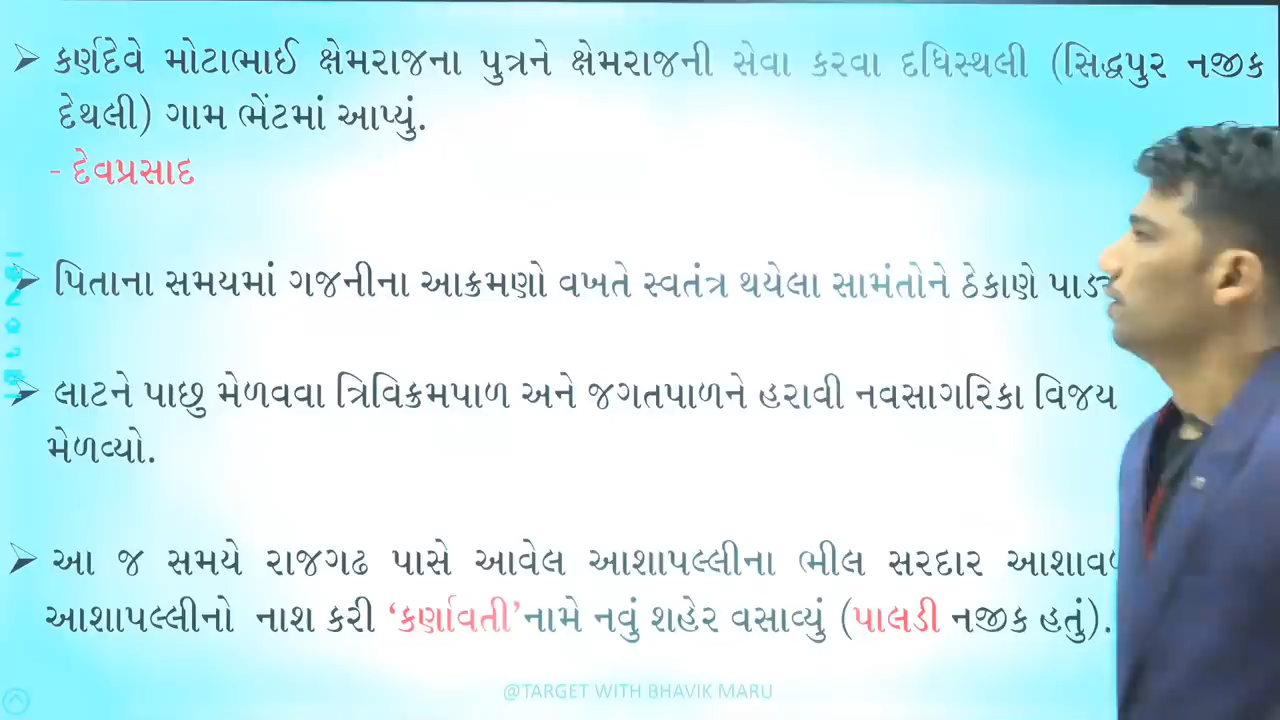 ➢ કર્ણદેવે મોટાભાઈ ક્ષેમરાજના પુત્રને ક્ષેમરાજની સેવા કરવા દધિસ્થલી (સિદ્ધપુર નજીક
દેથલી) ગામ ભેંટમાં આપ્યું.
- દેવપ્રસાદ
➢ પિતાના સમયમાં ગજનીના આક્રમણો વખતે સ્વતંત્ર થયેલા સામંતોને ઠેકાણે
➢ લાટને પાછુ મેળવવા ત્રિવિક્રમપાળ અને જગતપાળને હરાવી નવસાગરિકા વિજય
મેળવ્યો.
➢ આ જ સમયે રાજગઢ પાસે આવેલ આશાપલ્લીના ભીલ સરદાર
આશાપલ્લીનો નાશ કરી ‘કર્ણાવતી’નામે નવું શહેર વસાવ્યું (પાલડી નજીક હતું).
@TARGET WITH BHAVIK MARU